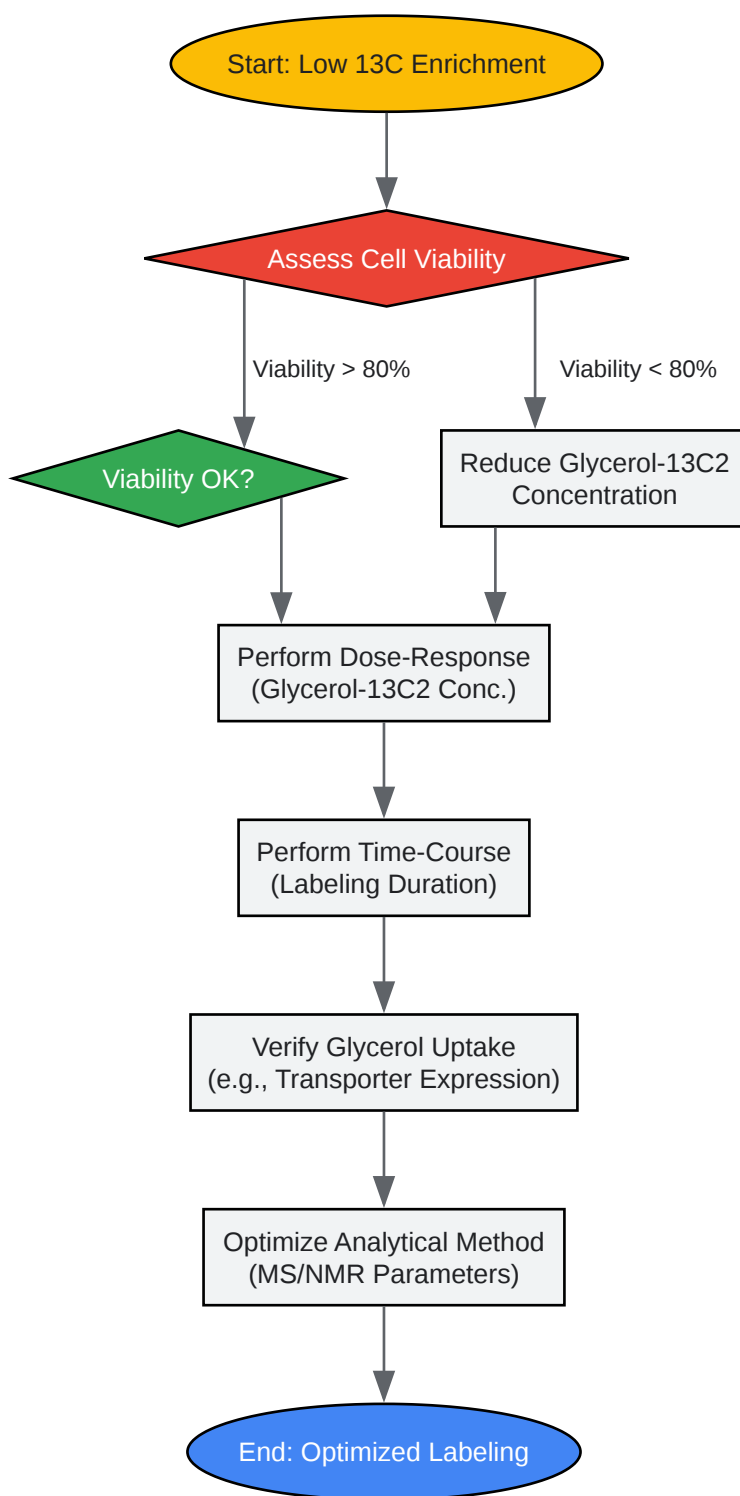 Start: Low 13C Enrichment
Assess Cell Viability
Viability > 80%
Viability < 80%
Viability OK?
Reduce Glycerol-13C2
Concentration
Perform Dose-Response
(Glycerol-13C2 Conc.)
Perform Time-Course
(Labeling Duration)
Verify Glycerol Uptake
(e.g., Transporter Expression)
Optimize Analytical Method
(MS/NMR Parameters)
End: Optimized Labeling